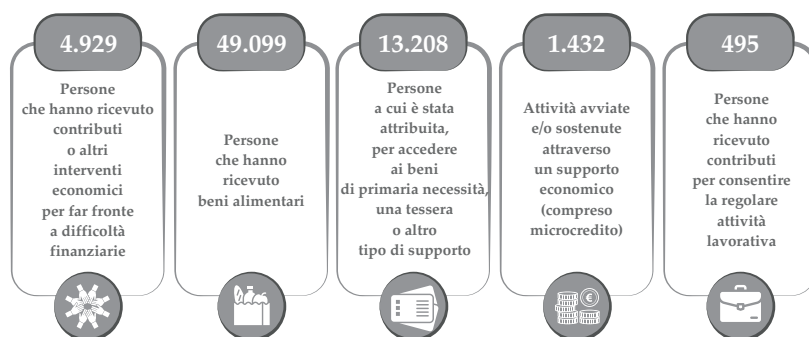 4.929
Persone
che hanno ricevuto
contributi
o altri
interventi
economici
per far fronte
a difficoltà
finanziarie
49.099
Persone
che hanno
ricevuto
beni alimentari
13.208
Persone
a cui è stata
attribuita,
per accedere
ai beni
di primaria necessità,
una tessera
o altro
tipo di supporto
1.432
Attività avviate
e/o sostenute
attraverso
un supporto
economico
(compreso
microcredito)
€
495
Persone
che hanno
ricevuto
contributi
per consentire
la regolare
attività
lavorativa